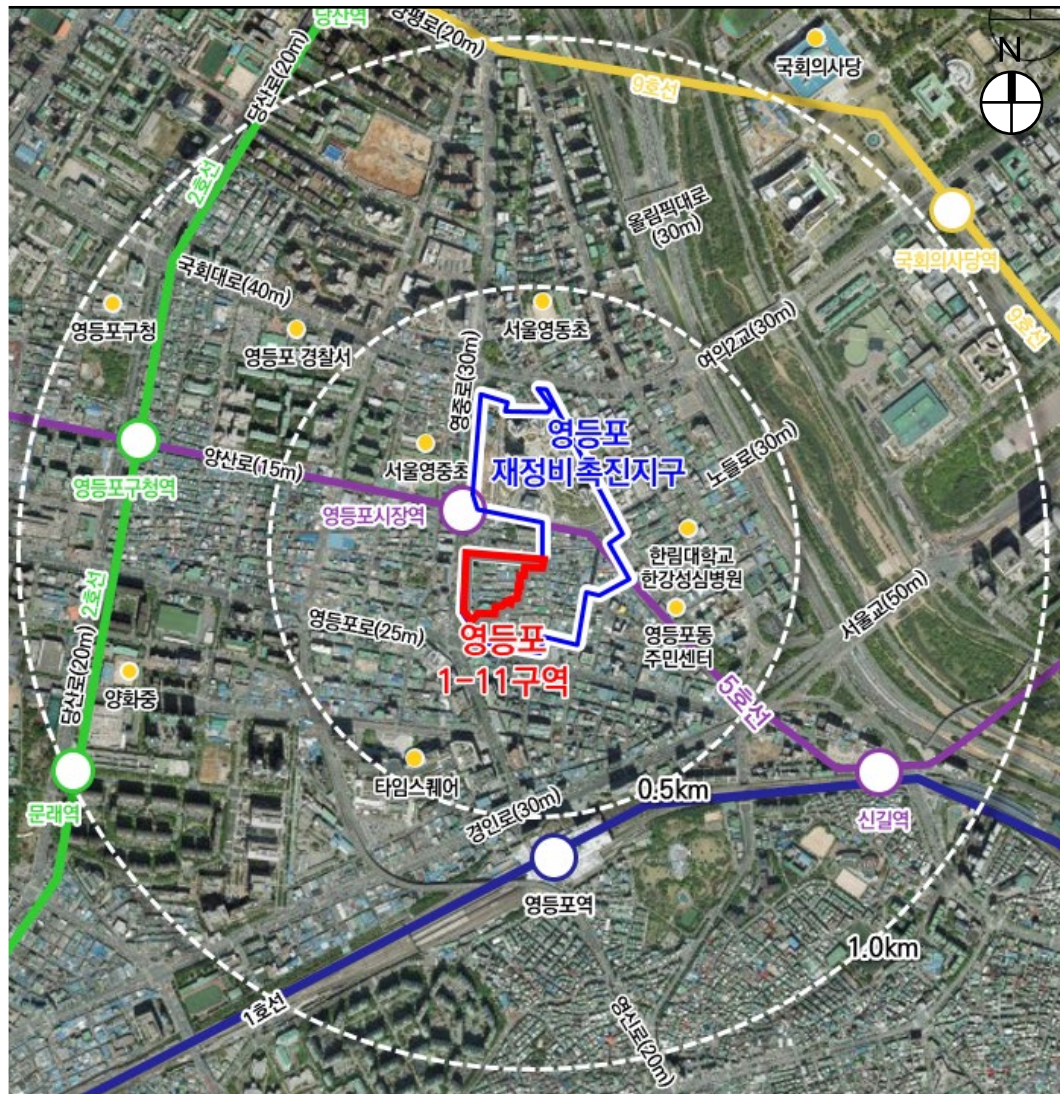 당산역
당평로(20m)
N
국회의사당
당산로(20m)
9호선
2호선
올림픽대로
(30m)
국회의사당역
국회대로(40m)
9호선
영등포구청
영등포 경찰서
서울영동초
여의2교(30m)
영중로(30m)
영등포
재정비촉진지구
서울영중초
노들로(30m)
양산로(15m)
영등포구청역
영등포시장역
한림대학교
한강성심병원
2호선
서울교(50m)
영등포로(25m)
영등포
1-11구역
영등포동
주민센터
당산로(20m)
양화중
5호선
타임스퀘어
0.5km
경인로(30m)
문래역
신길역
영등포역
1.0km
1호선
영신로(20m)